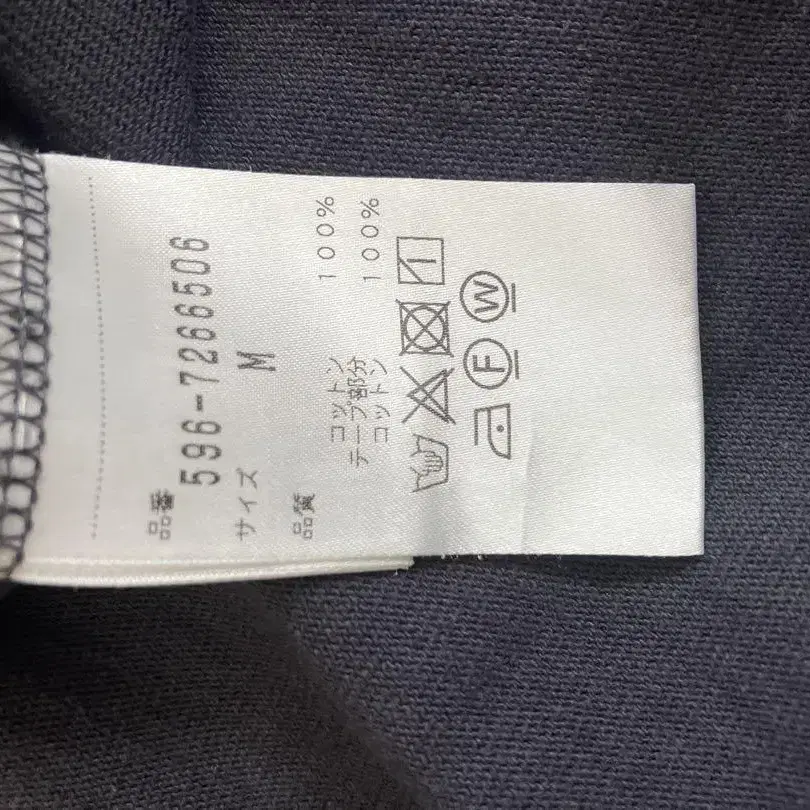 品番
596-7266506
サイズ M
品質
コットン 100%
テープ部分
コットン 100%
F W